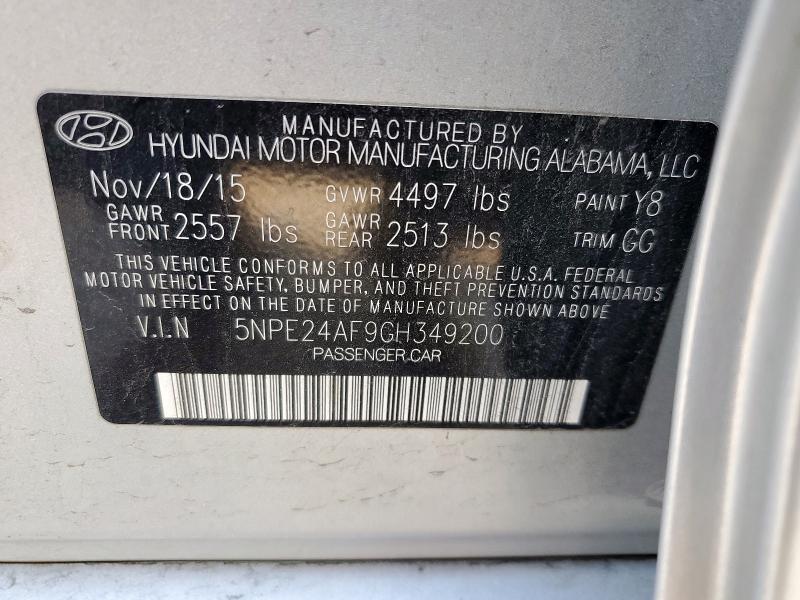 MANUFACTURED BY
HYUNDAI MOTOR MANUFACTURING ALABAMA, LLC
Nov/18/15 GVWR 4497 lbs PAINT Y8
GAWR FRONT 2557 lbs GAWR REAR 2513 lbs TRIM GG
THIS VEHICLE CONFORMS TO ALL APPLICABLE U.S.A. FEDERAL
MOTOR VEHICLE SAFETY, BUMPER, AND THEFT PREVENTION STANDARDS
IN EFFECT ON THE DATE OF MANUFACTURE SHOWN ABOVE
V.I.N 5NPE24AF9GH349200
PASSENGER CAR